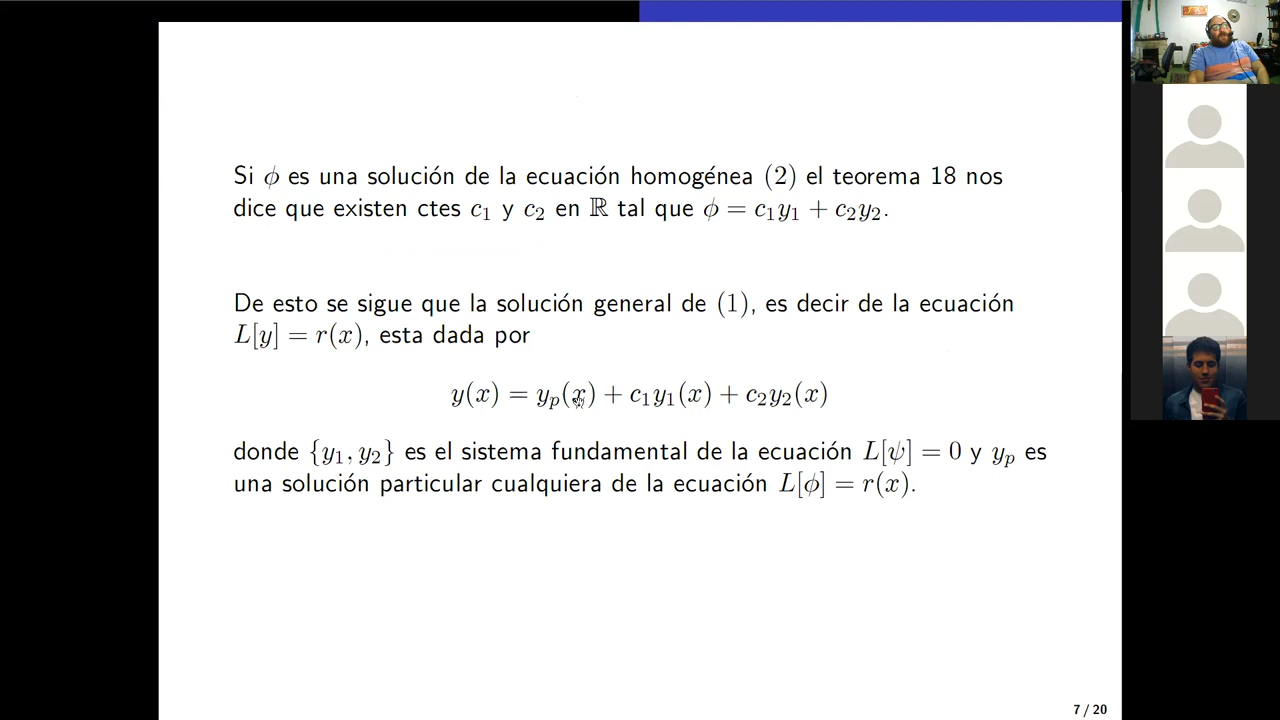 Si ϕ es una solución de la ecuación homogénea (2) el teorema 18 nos
dice que existen ctes c₁ y c₂ en ℝ tal que ϕ = c₁y₁ + c₂y₂.
De esto se sigue que la solución general de (1), es decir de la ecuación
L[y] = r(x), esta dada por
y(x) = yₚ(x) + c₁y₁(x) + c₂y₂(x)
donde {y₁, y₂} es el sistema fundamental de la ecuación L[ψ] = 0 y yₚ es
una solución particular cualquiera de la ecuación L[ϕ] = r(x).
7 / 20